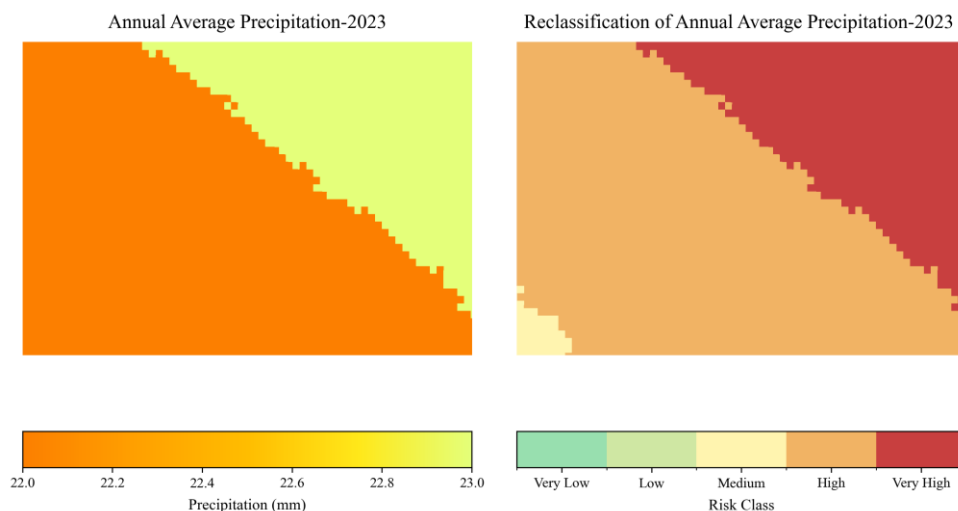 Annual Average Precipitation-2023
Reclassification of Annual Average Precipitation-2023
22.0 22.2 22.4 22.6 22.8 23.0
Precipitation (mm)
Very Low Low Medium High Very High
Risk Class